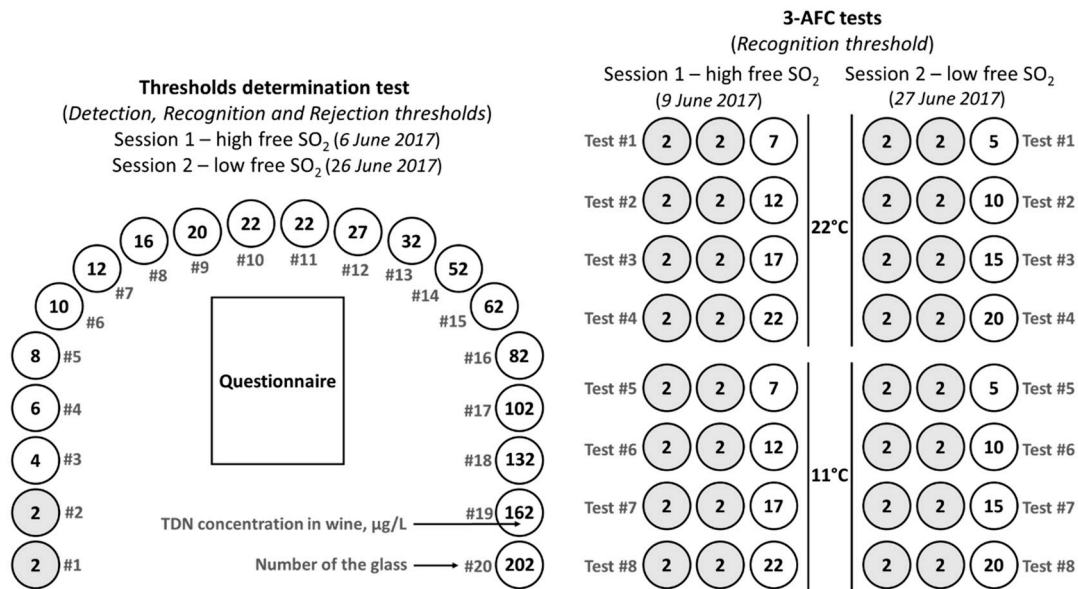 Thresholds determination test
(Detection, Recognition and Rejection thresholds)
Session 1 – high free SO₂ (6 June 2017)
Session 2 – low free SO₂ (26 June 2017)
2 #1
2 #2
4 #3
6 #4
8 #5
10 #6
12 #7
16 #8
20 #9
22 #10
22 #11
27 #12
32 #13
52 #14
62 #15
#16 82
#17 102
#18 132
#19 162
#20 202
Questionnaire
TDN concentration in wine, µg/L
Number of the glass
3-AFC tests
(Recognition threshold)
Session 1 – high free SO₂ Session 2 – low free SO₂
(9 June 2017) (27 June 2017)
Test #1 2 2 7 2 2 5 Test #1
Test #2 2 2 12 2 2 10 Test #2
22°C
Test #3 2 2 17 2 2 15 Test #3
Test #4 2 2 22 2 2 20 Test #4
Test #5 2 2 7 2 2 5 Test #5
Test #6 2 2 12 2 2 10 Test #6
11°C
Test #7 2 2 17 2 2 15 Test #7
Test #8 2 2 22 2 2 20 Test #8